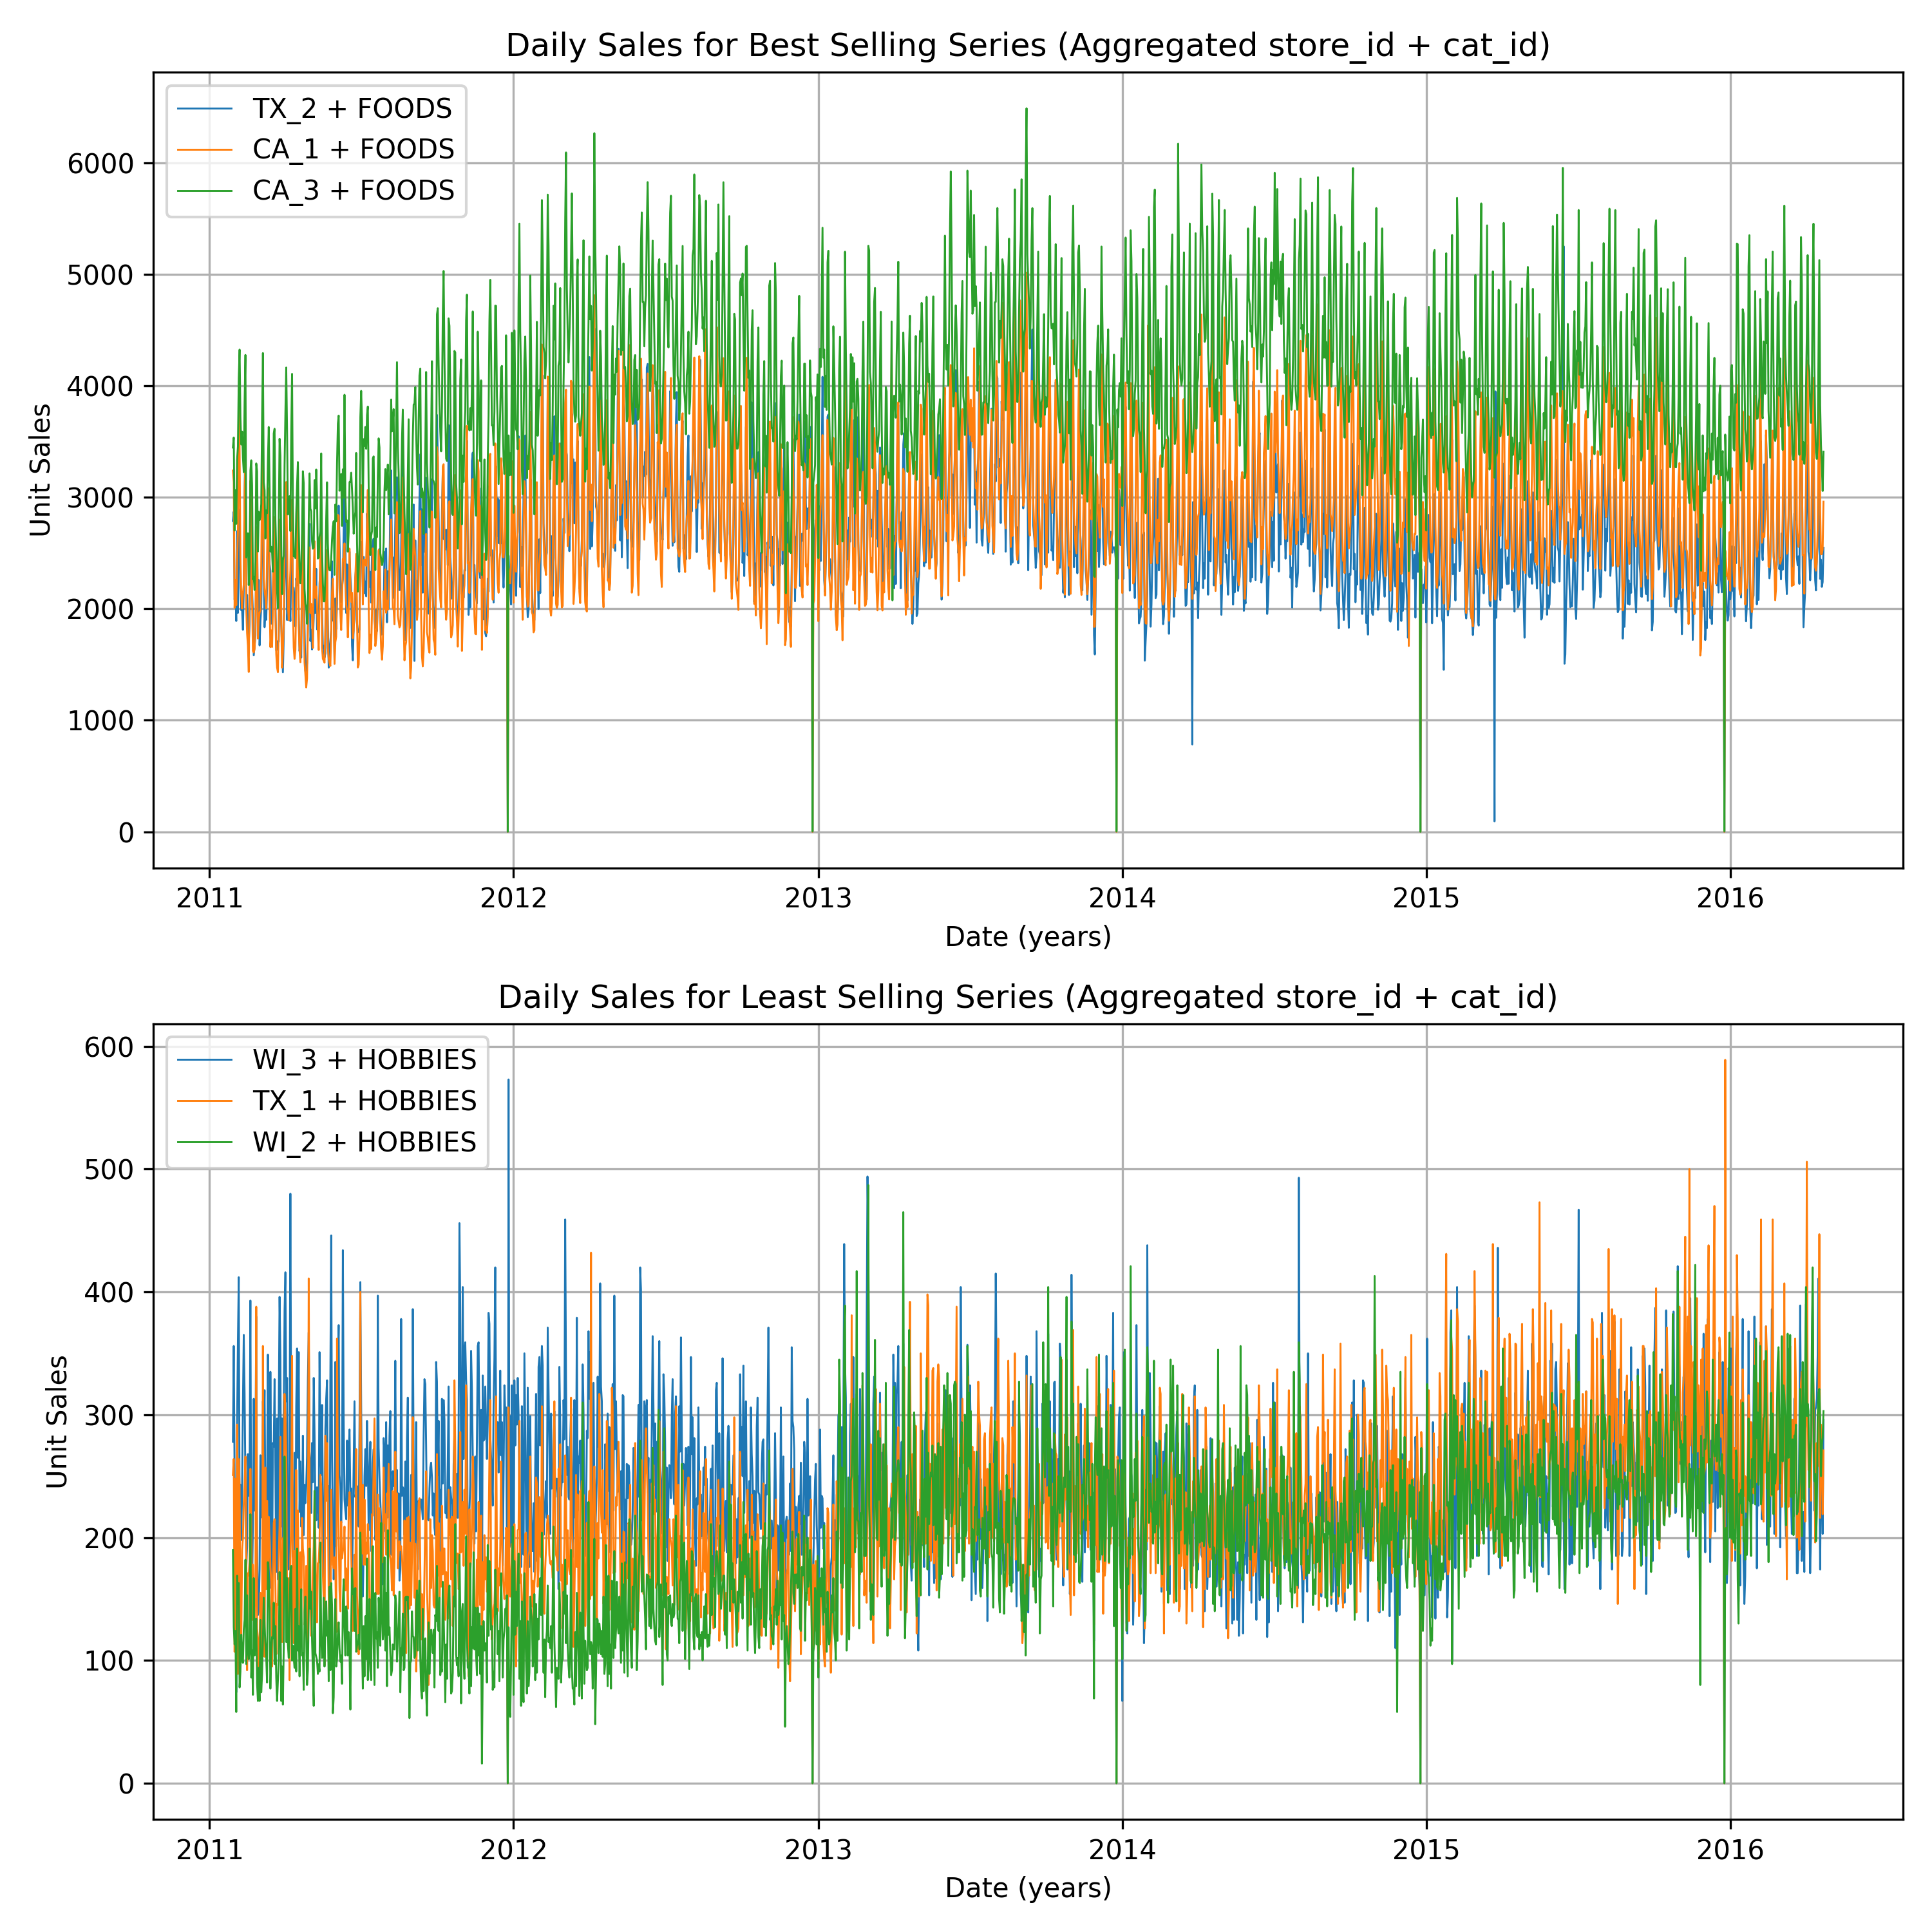 Daily Sales for Best Selling Series (Aggregated store_id + cat_id)
TX_2 + FOODS
CA_1 + FOODS
CA_3 + FOODS
6000
5000
4000
3000
2000
1000
0
Unit Sales
2011 2012 2013 2014 2015 2016
Date (years)
Daily Sales for Least Selling Series (Aggregated store_id + cat_id)
WI_3 + HOBBIES
TX_1 + HOBBIES
WI_2 + HOBBIES
600
500
400
300
200
100
0
Unit Sales
2011 2012 2013 2014 2015 2016
Date (years)